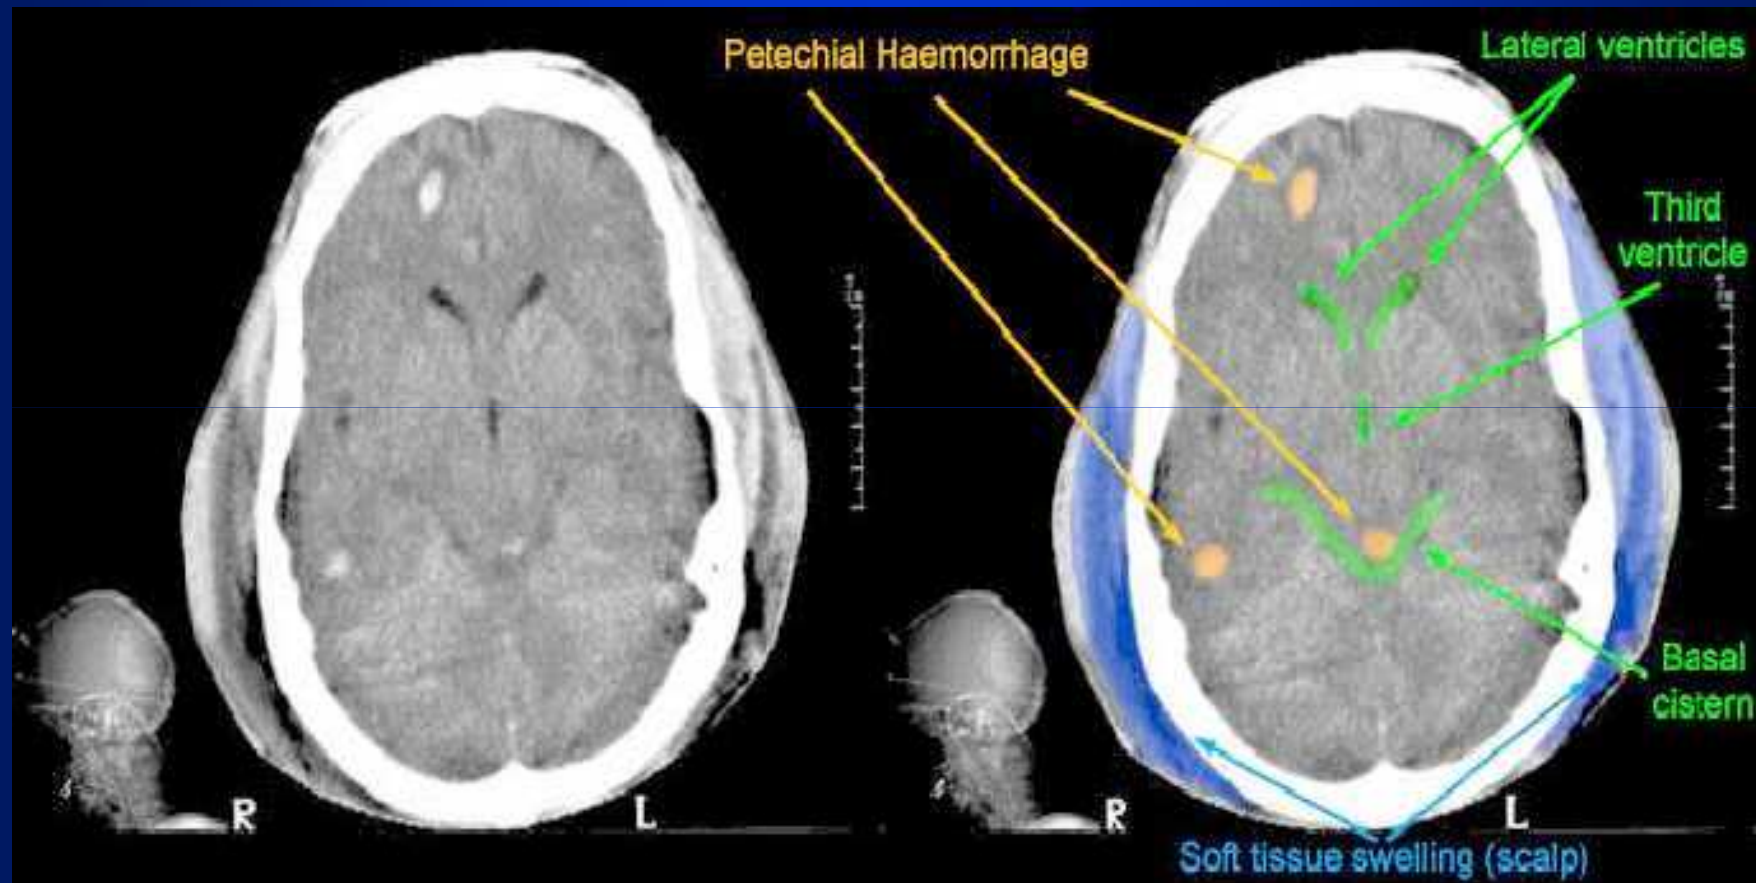 Petechial Haemorrhage
Lateral ventricles
Third
ventricle
Basal
cistern
R
L
R
L
Soft tissue swelling (scalp)